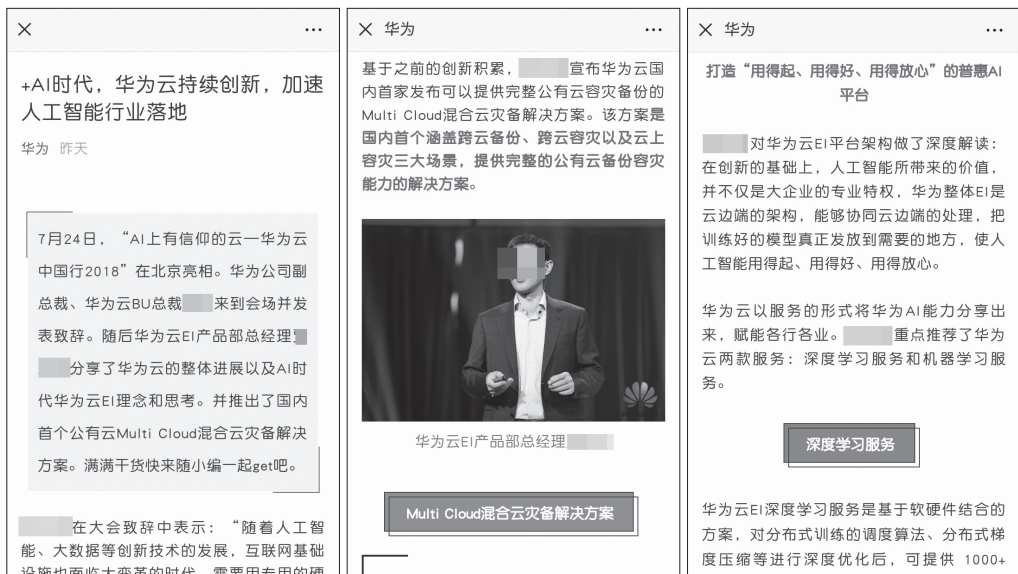 +AI时代，华为云持续创新，加速
人工智能行业落地
华为 昨天
7月24日，“AI上有信仰的云—华为云
中国行2018”在北京亮相。华为公司副
总裁、华为云BU总裁 来到会场并发
表致辞。随后华为云EI产品部总经理
分享了华为云的整体进展以及AI时
代华为云EI理念和思考。并推出了国内
首个公有云Multi Cloud混合云灾备解决
方案。满满干货快来随小编一起get吧。
在大会致辞中表示：“随着人工智
能、大数据等创新技术的发展，互联网基础
设施也面临大变革的时代，需要用专用的硬
华为
基于之前的创新积累， 宣布华为云国
内首家发布可以提供完整公有云容灾备份的
Multi Cloud混合云灾备解决方案。该方案是
国内首个涵盖跨云备份、跨云容灾以及云上
容灾三大场景，提供完整的公有云备份容灾
能力的解决方案。
华为云EI产品部总经理
Multi Cloud混合云灾备解决方案
华为
打造“用得起、用得好、用得放心”的普惠AI
平台
对华为云EI平台架构做了深度解读：
在创新的基础上，人工智能所带来的价值，
并不仅是大企业的专业特权，华为整体EI是
云边端的架构，能够协同云边端的处理，把
训练好的模型真正发放到需要的地方，使人
工智能用得起、用得好、用得放心。
华为云以服务的形式将华为AI能力分享出
来，赋能各行各业。 重点推荐了华为
云两款服务：深度学习服务和机器学习服
务。
深度学习服务
华为云EI深度学习服务是基于软硬件结合的
方案，对分布式训练的调度算法、分布式梯
度压缩等进行深度优化后，可提供 1000+